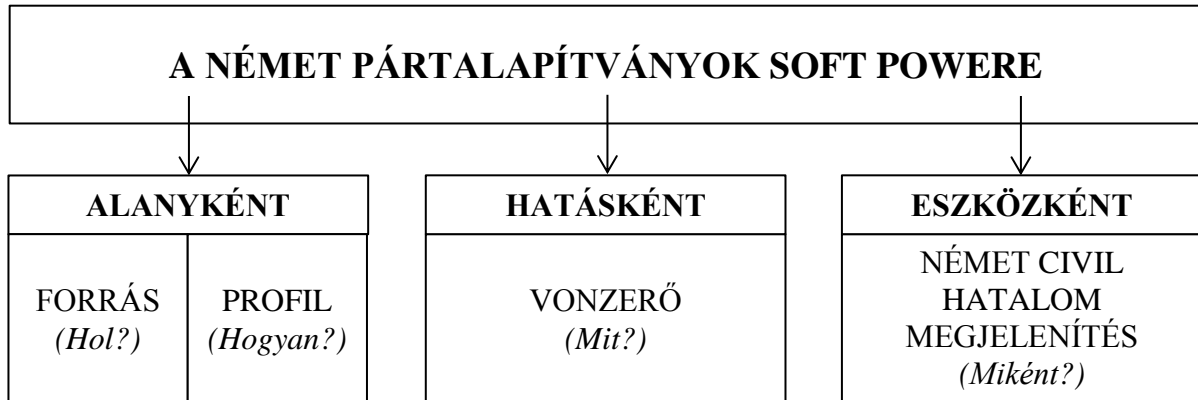 A NÉMET PÁRTALAPÍTVÁNYOK SOFT POWERE
ALANYKÉNT
FORRÁS
(Hol?)
PROFIL
(Hogyan?)
HATÁSKÉNT
VONZERŐ
(Mit?)
ESZKÖZKÉNT
NÉMET CIVIL
HATALOM
MEGJELENÍTÉS
(Miként?)